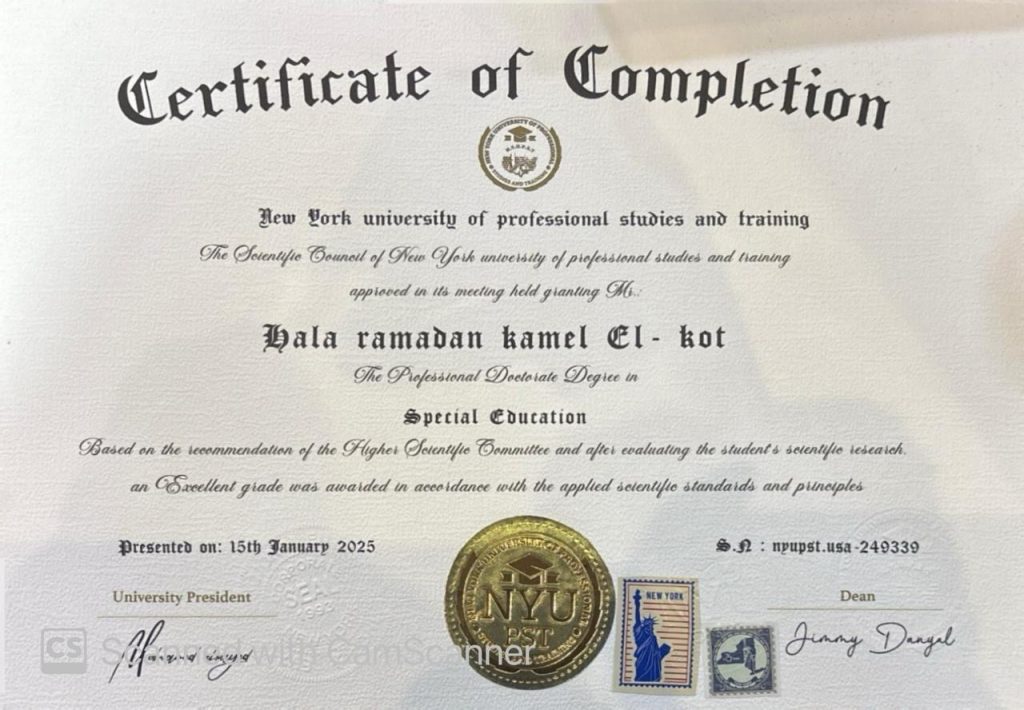 Certificate of Completion
New York university of professional studies and training
The Scientific Council of New York university of professional studies and training
approved in its meeting held granting Mr.:
Hala ramadan kamel El- kot
The Professional Doctorate Degree in
Special Education
Based on the recommendation of the Higher Scientific Committee and after evaluating the student's scientific research,
an Excellent grade was awarded in accordance with the applied scientific standards and principles
Presented on: 15th January 2025
S.N : nyupst.usa-249339
University President
Dean
NYU
PST
NEW YORK
Jimmy Dangal
CS Scanned with CamScanner